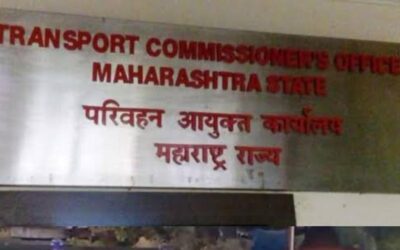 TRANSPORT COMMISSIONER'S OFFICE
MAHARASHTRA STATE
परिवहन आयुक्त कार्यालय
महाराष्ट्र राज्य